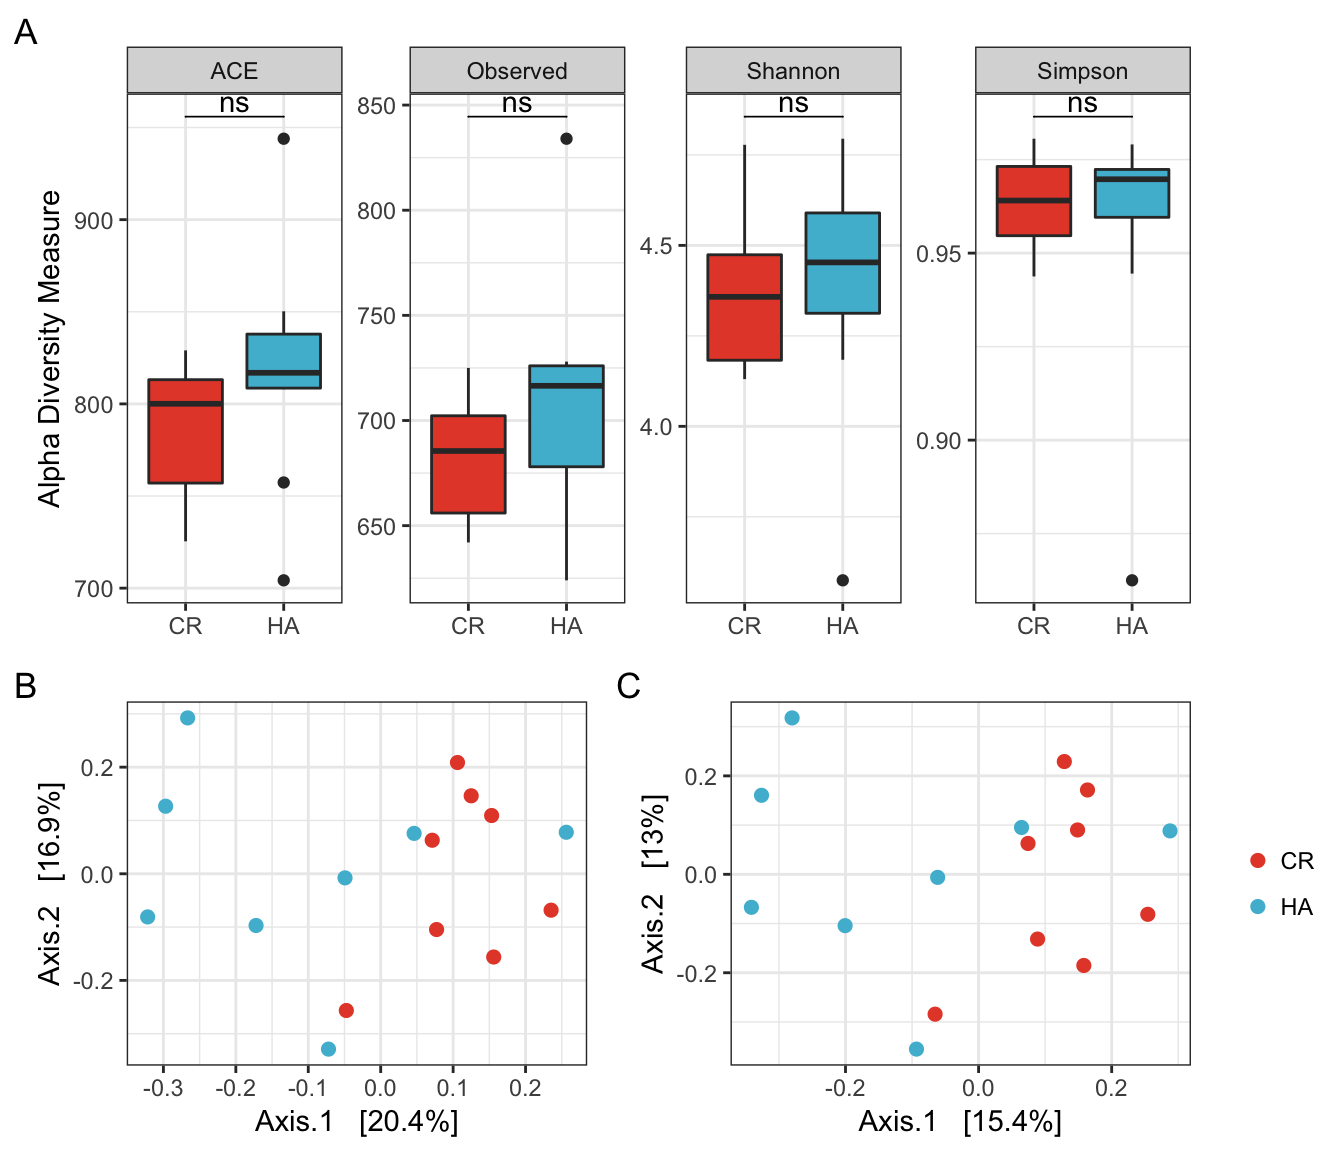 A
ACE
Observed
Shannon
Simpson
ns
ns
ns
ns
Alpha Diversity Measure
900
800
700
850
800
750
700
650
4.5
4.0
0.95
0.90
CR
HA
CR
HA
CR
HA
CR
HA
B
Axis.2 [16.9%]
0.2
0.0
-0.2
-0.3
-0.2
-0.1
0.0
0.1
0.2
Axis.1 [20.4%]
C
Axis.2 [13%]
0.2
0.0
-0.2
-0.2
0.0
0.2
Axis.1 [15.4%]
CR
HA